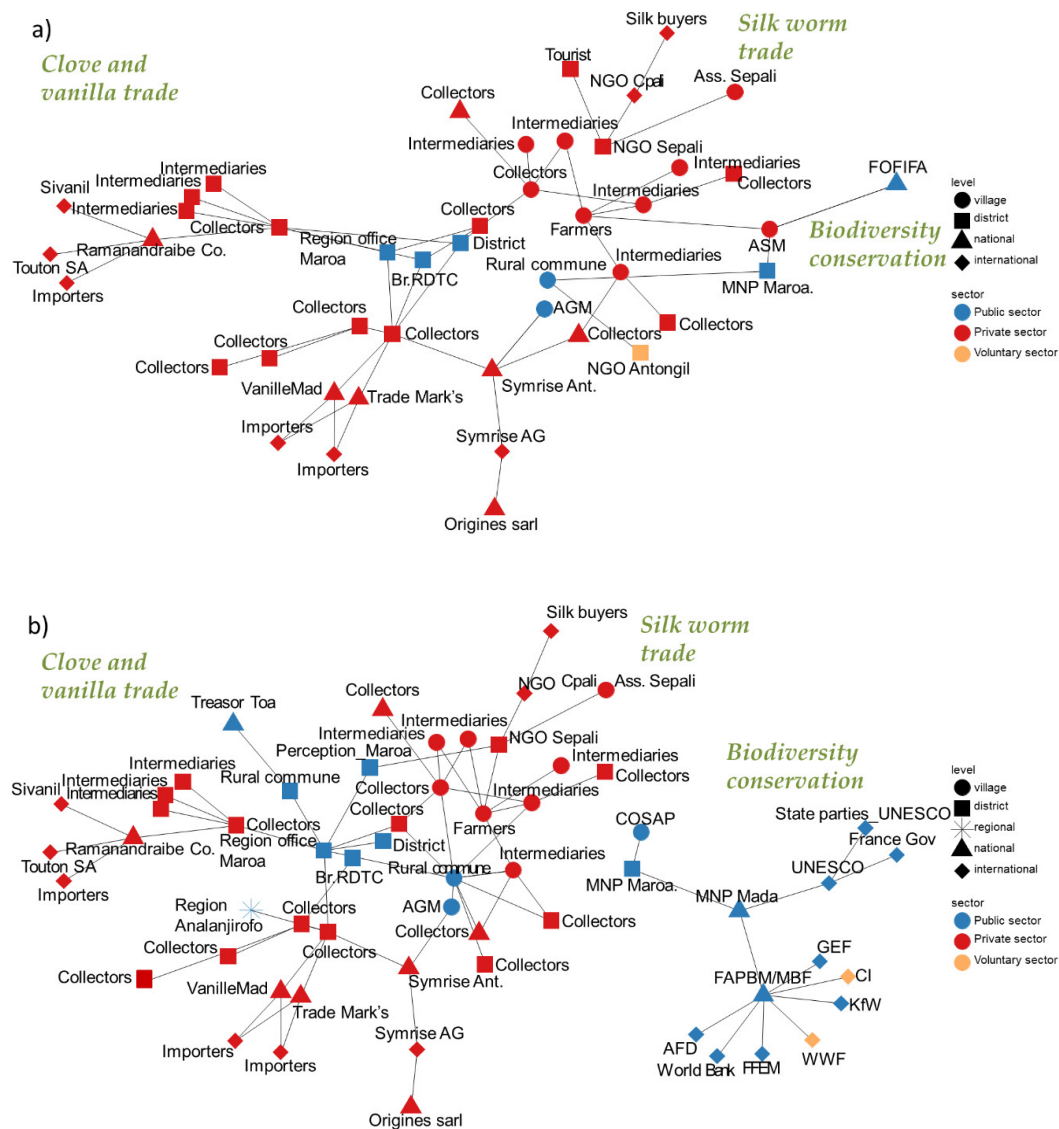 a)
Clove and
vanilla trade
Silk worm
trade
Silk buyers
Tourist
NGO Cpali
Ass. Sepali
Collectors
Intermediaries
Intermediaries
NGO Sepali
Intermediaries
Collectors
Collectors
Intermediaries
FOFIFA
Intermediaries
Intermediaries
Sivanil
Intermediaries
Collectors
Ramanandraibe Co.
Touton SA
Importers
Collectors
Region office
Maroa
District
Br.RDTC
Farmers
ASM
Biodiversity
conservation
Rural commune
Intermediaries
MNP Maroa.
AGM
Collectors
Collectors
Collectors
Collectors
Collectors
Collectors
NGO Antongil
VanilleMad
Trade Mark's
Symrise Ant.
Importers
Importers
Symrise AG
Origines sarl
level
village
district
national
international
sector
Public sector
Private sector
Voluntary sector
b)
Clove and
vanilla trade
Silk worm
trade
Silk buyers
Treasor Toa
Collectors
NGO Cpali
Ass. Sepali
Intermediaries
Intermediaries
Perception_Maroa
NGO Sepali
Biodiversity
conservation
Intermediaries
Sivanil
Intermediaries
Rural commune
Collectors
Intermediaries
Collectors
Intermediaries
Collectors
Collectors
Ramanandraibe Co.
Region office
Maroa
District
Farmers
COSAP
State parties_UNESCO
France Gov
Touton SA
Importers
Br.RDTC
Rural commune
Intermediaries
MNP Maroa.
UNESCO
MNP Mada
Region
Analanjirofo
Collectors
AGM
Collectors
Collectors
Collectors
Collectors
Collectors
Collectors
GEF
CI
FAPBM/MBF
KfW
VanilleMad
Trade Mark's
Symrise Ant.
Symrise AG
AFD
World Bank
FFEM
WWF
Importers
Importers
Origines sarl
level
village
district
regional
national
international
sector
Public sector
Private sector
Voluntary sector